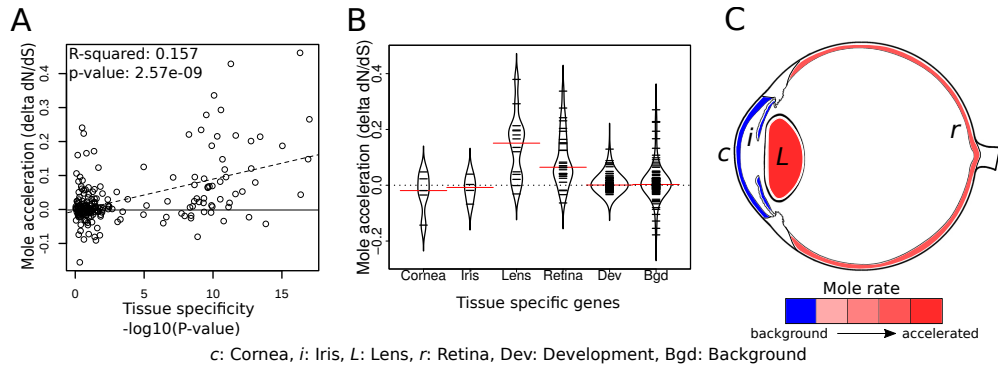 A
R-squared: 0.157
p-value: 2.57e-09
Mole acceleration (delta dN/dS)
0.4
0.3
0.2
0.1
0.0
-0.1
0
5
10
15
Tissue specificity
-log10(P-value)
B
Mole acceleration (delta dN/dS)
0.4
0.2
0.0
-0.2
Cornea Iris Lens Retina Dev Bgd
Tissue specific genes
C
c
i
L
r
Mole rate
background accelerated
c: Cornea, i: Iris, L: Lens, r: Retina, Dev: Development, Bgd: Background